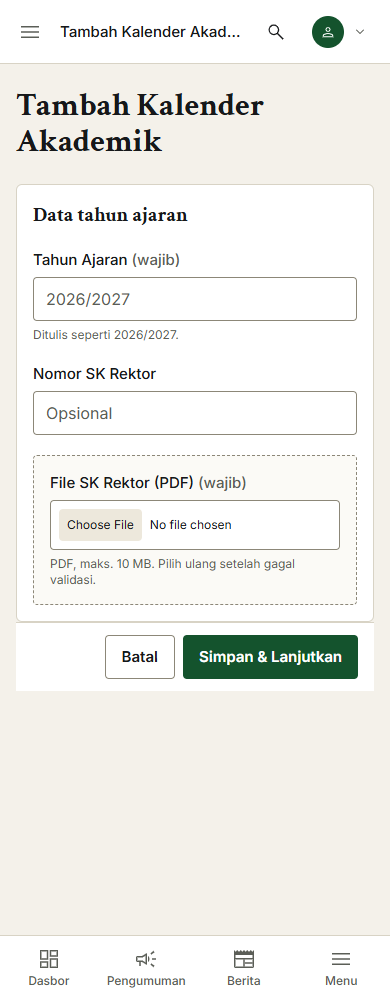 Tambah Kalender Akad...
Tambah Kalender
Akademik
Data tahun ajaran
Tahun Ajaran (wajib)
2026/2027
Ditulis seperti 2026/2027.
Nomor SK Rektor
Opsional
File SK Rektor (PDF) (wajib)
Choose File No file chosen
PDF, maks. 10 MB. Pilih ulang setelah gagal
validasi.
Batal Simpan & Lanjutkan
Dasbor Pengumuman Berita Menu